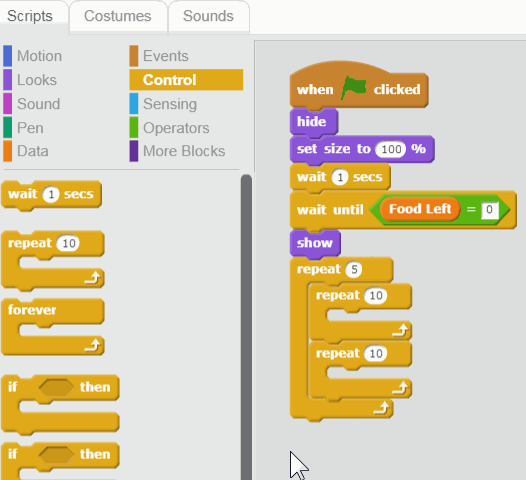 Scripts Costumes Sounds
Motion Events
Looks Control
Sound Sensing
Pen Operators
Data More Blocks
wait 1 secs
repeat 10
forever
if then
if then
when clicked
hide
set size to 100 %
wait 1 secs
wait until Food Left = 0
show
repeat 5
repeat 10
repeat 10